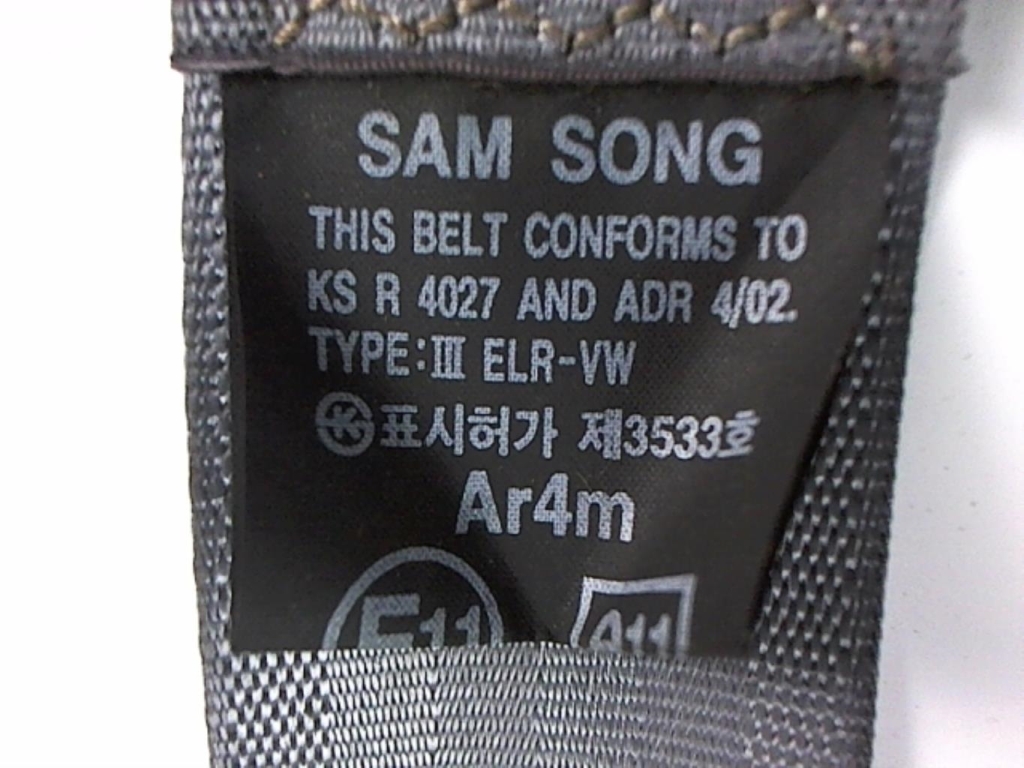 SAM SONG
THIS BELT CONFORMS TO
KS R 4027 AND ADR 4/02.
TYPE:Ⅲ ELR-VW
㉿표시허가 제3533호
Ar4m
E11 A11